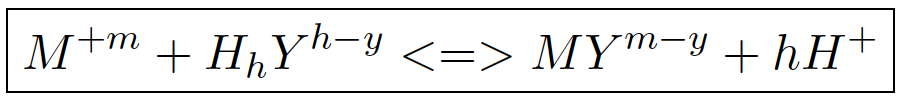 $M^{+m} + H_hY^{h-y} <=> MY^{m-y} + hH^+$